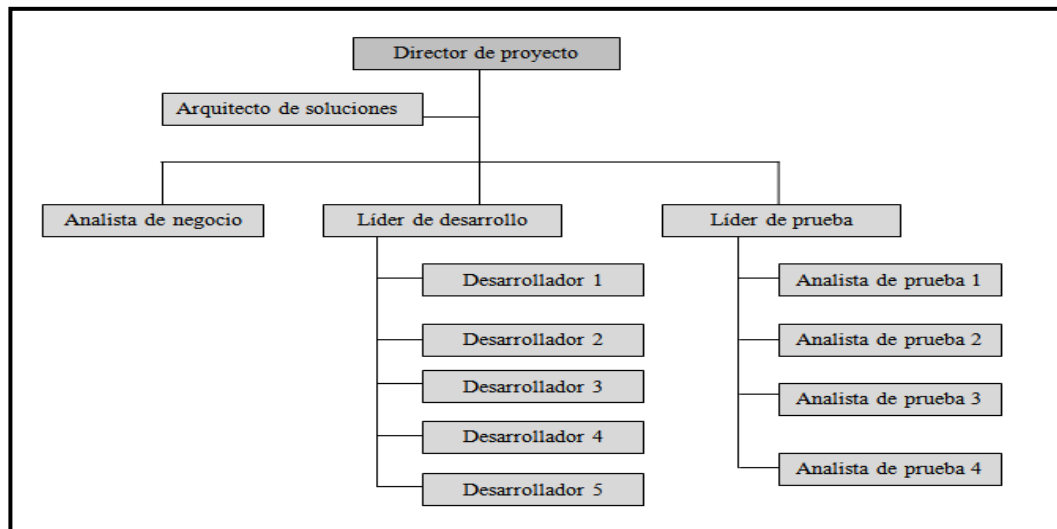 Director de proyecto
Arquitecto de soluciones
Analista de negocio
Líder de desarrollo
Líder de prueba
Desarrollador 1
Desarrollador 2
Desarrollador 3
Desarrollador 4
Desarrollador 5
Analista de prueba 1
Analista de prueba 2
Analista de prueba 3
Analista de prueba 4